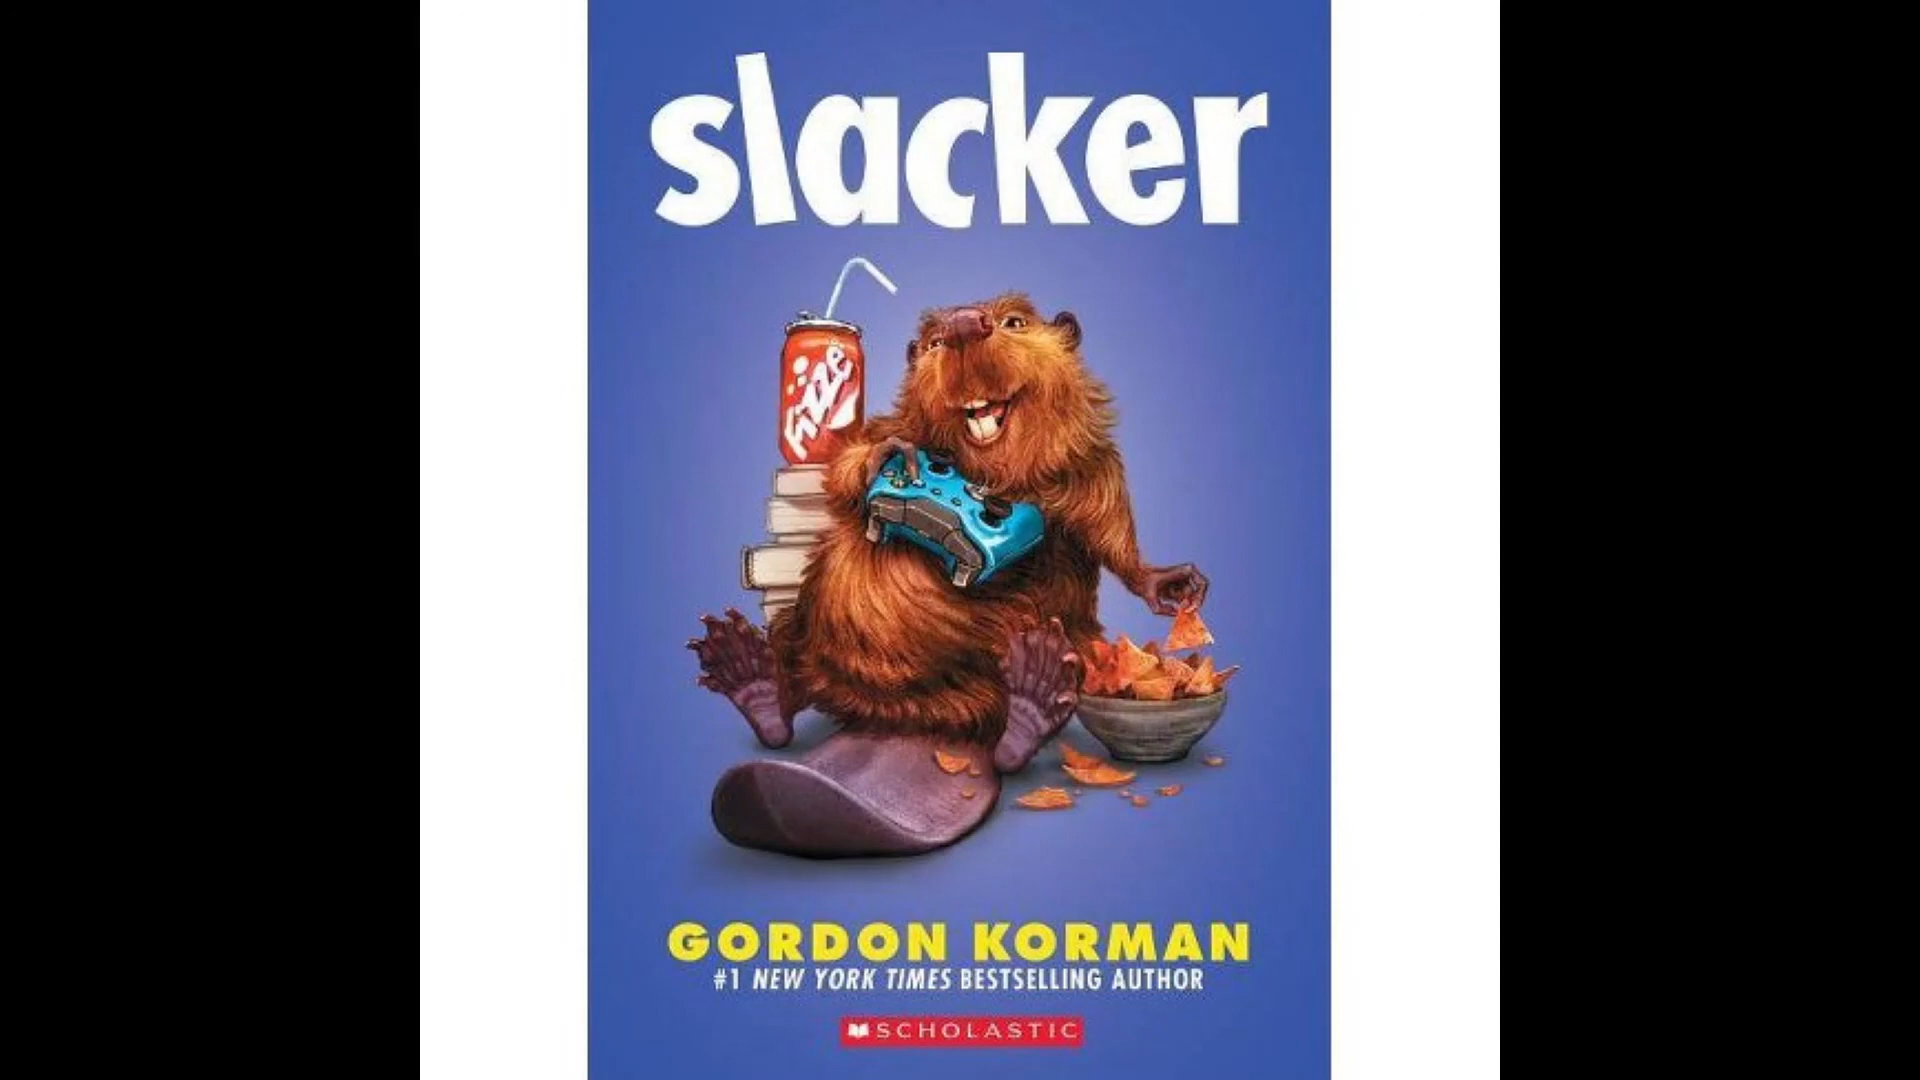 slacker
fizze
GORDON KORMAN
#1 NEW YORK TIMES BESTSELLING AUTHOR
SCHOLASTIC